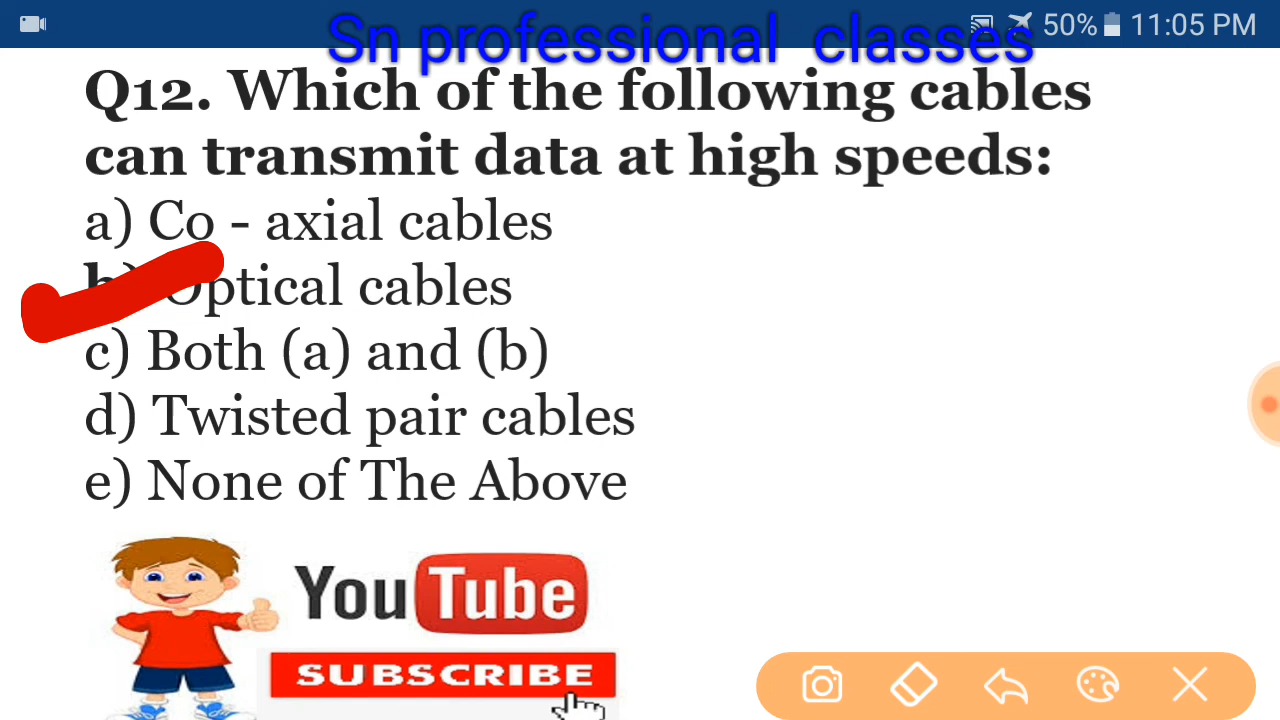 Sn professional classes
50% 11:05 PM
Q12. Which of the following cables
can transmit data at high speeds:
a) Co - axial cables
b) Optical cables
c) Both (a) and (b)
d) Twisted pair cables
e) None of The Above
YouTube
SUBSCRIBE